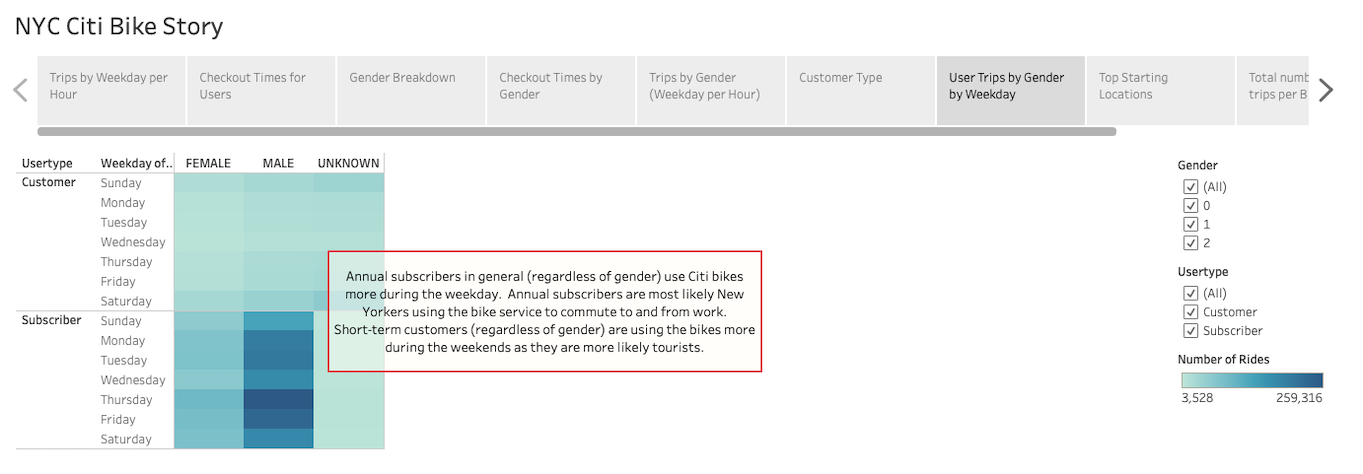 NYC Citi Bike Story
Trips by Weekday per
Hour
Checkout Times for
Users
Gender Breakdown
Checkout Times by
Gender
Trips by Gender
(Weekday per Hour)
Customer Type
User Trips by Gender
by Weekday
Top Starting
Locations
Total numb
trips per B
Usertype Weekday of.. FEMALE MALE UNKNOWN
Customer Sunday
Monday
Tuesday
Wednesday
Thursday
Friday
Saturday
Subscriber Sunday
Monday
Tuesday
Wednesday
Thursday
Friday
Saturday
Annual subscribers in general (regardless of gender) use Citi bikes
more during the weekday. Annual subscribers are most likely New
Yorkers using the bike service to commute to and from work.
Short-term customers (regardless of gender) are using the bikes more
during the weekends as they are more likely tourists.
Gender
(All)
0
1
2
Usertype
(All)
Customer
Subscriber
Number of Rides
3,528 259,316